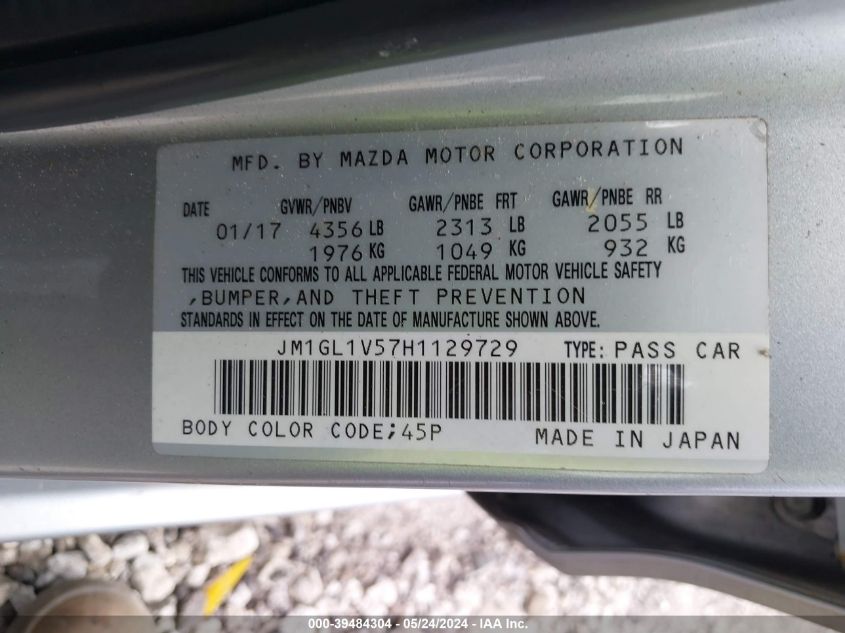 MFD. BY MAZDA MOTOR CORPORATION
DATE GVWR/PNBV GAWR/PNBE FRT GAWR/PNBE RR
01/17 4356 LB 2313 LB 2055 LB
1976 KG 1049 KG 932 KG
THIS VEHICLE CONFORMS TO ALL APPLICABLE FEDERAL MOTOR VEHICLE SAFETY
,BUMPER,AND THEFT PREVENTION
STANDARDS IN EFFECT ON THE DATE OF MANUFACTURE SHOWN ABOVE.
JM1GL1V57H1129729 TYPE: PASS CAR
BODY COLOR CODE;45P MADE IN JAPAN
000-39484304 - 05/24/2024 - IAA Inc.